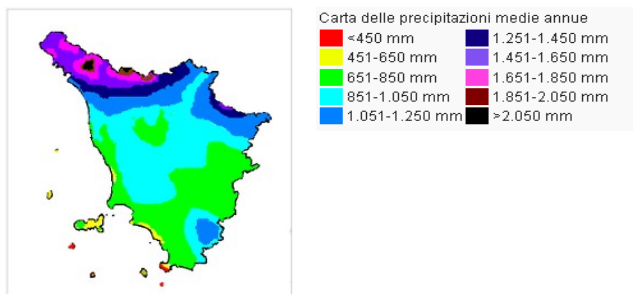 Carta delle precipitazioni medie annue
<450 mm
451-650 mm
651-850 mm
851-1.050 mm
1.051-1.250 mm
1.251-1.450 mm
1.451-1.650 mm
1.651-1.850 mm
1.851-2.050 mm
>2.050 mm